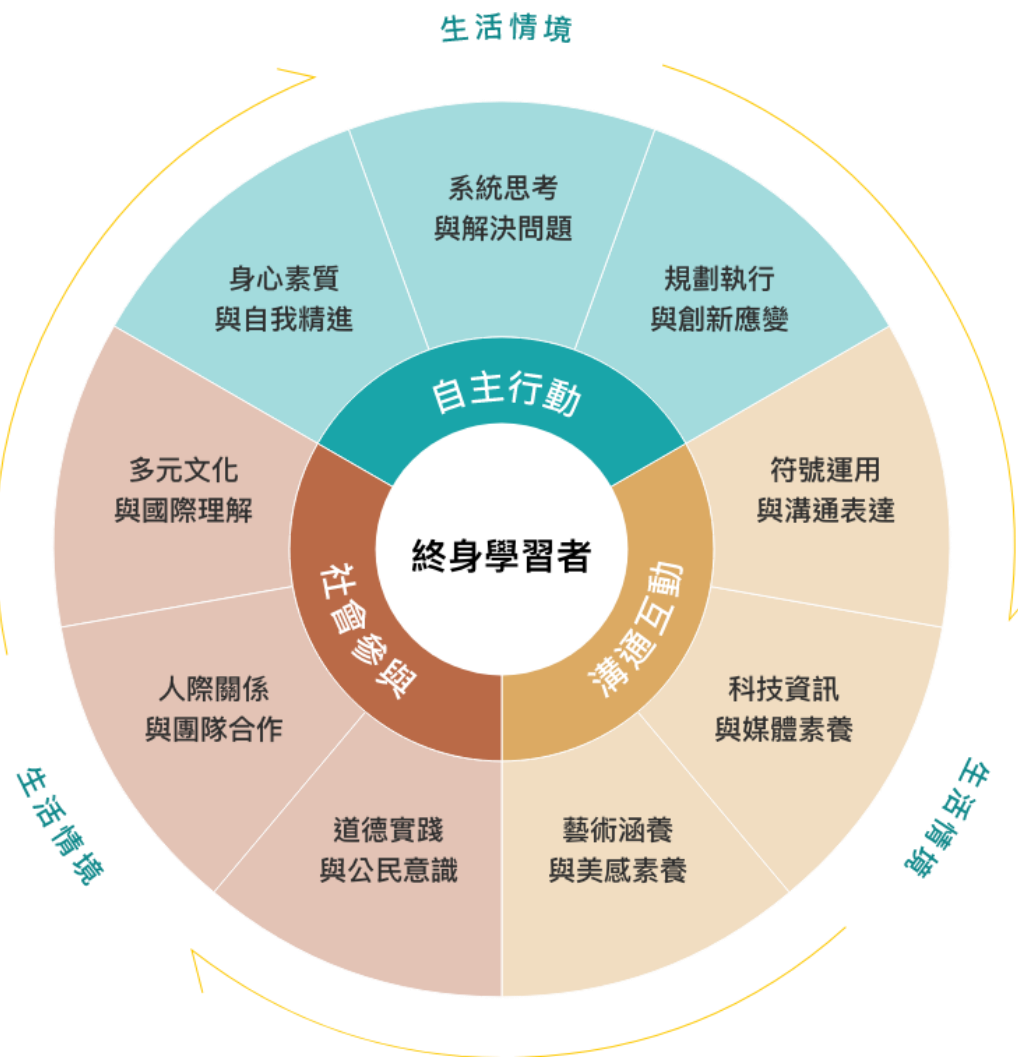 生活情境
系統思考
與解決問題
身心素質
與自我精進
規劃執行
與創新應變
自主行動
多元文化
與國際理解
符號運用
與溝通表達
終身學習者
社會參與
溝通互動
人際關係
與團隊合作
科技資訊
與媒體素養
道德實踐
與公民意識
藝術涵養
與美感素養
生活情境
生活情境